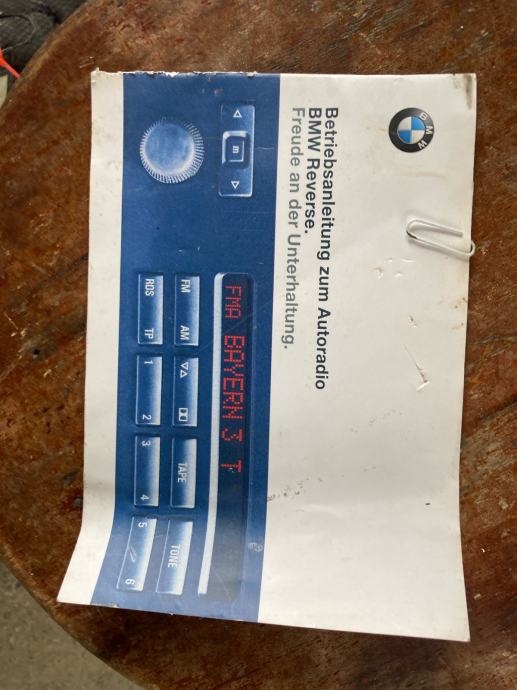 BMW
Betriebsanleitung zum Autoradio
BMW Reverse.
Freude an der Unterhaltung.
m
FMA BAYERN 3 T
FM AM
TAPE
TUNE
RDS TP
1 2
3 4
5 6